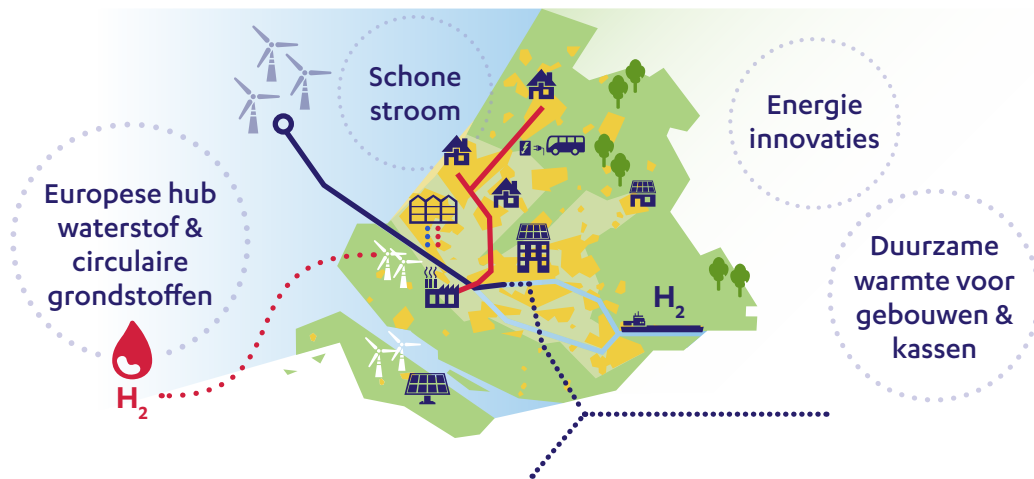 Schone
stroom
Energie
innovaties
Europese hub
waterstof &
circulaire
grondstoffen
Duurzame
warmte voor
gebouwen &
kassen
H₂
H₂